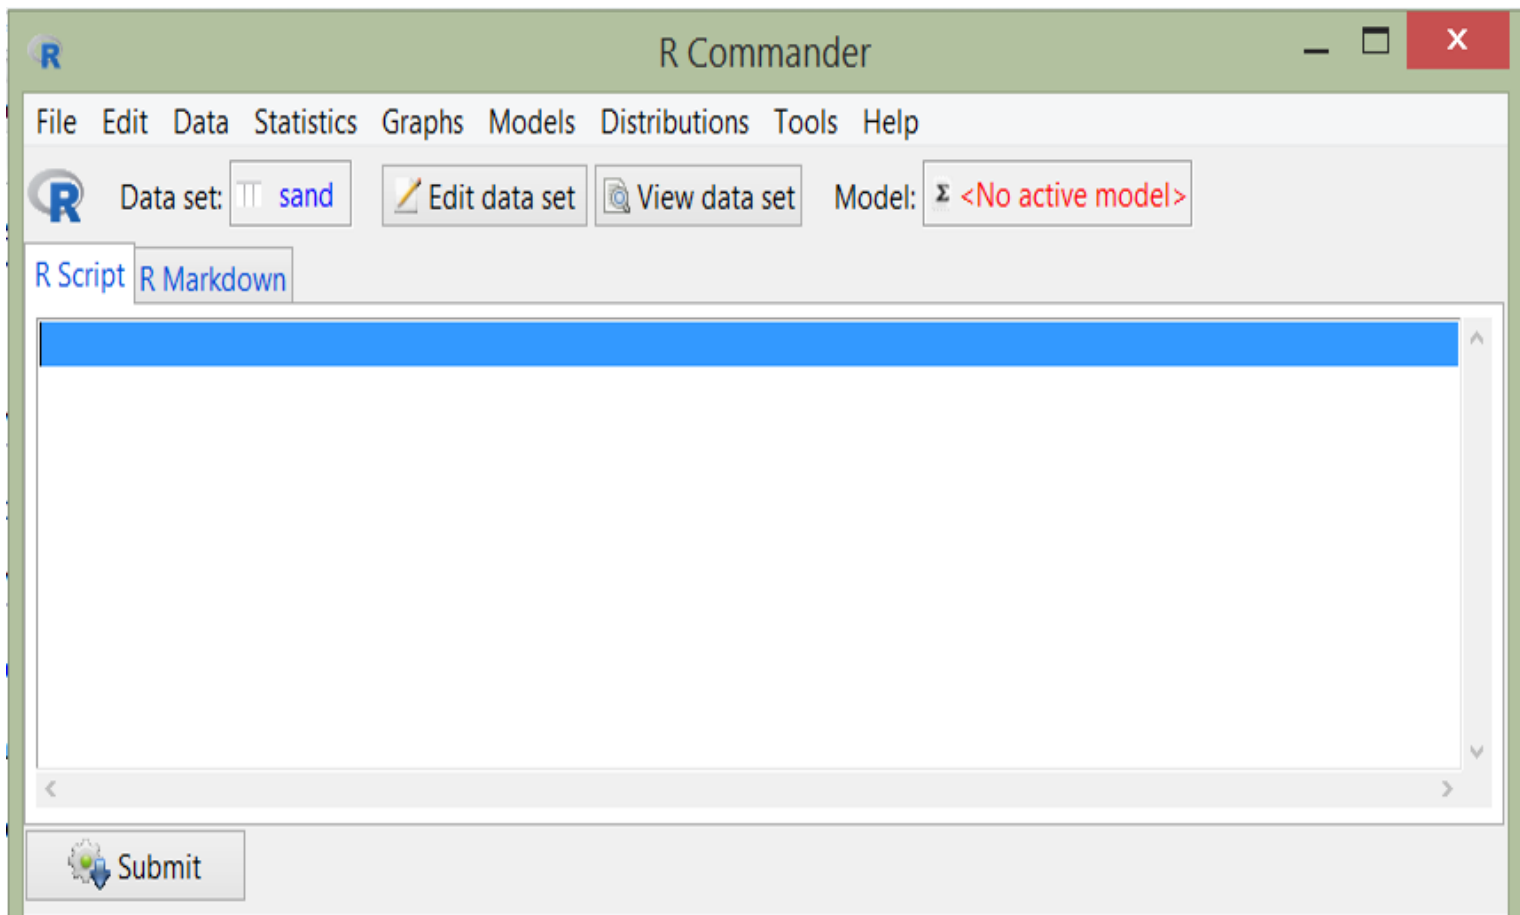 R Commander
File Edit Data Statistics Graphs Models Distributions Tools Help
R Data set: sand Edit data set View data set Model: Σ <No active model>
R Script R Markdown
Submit